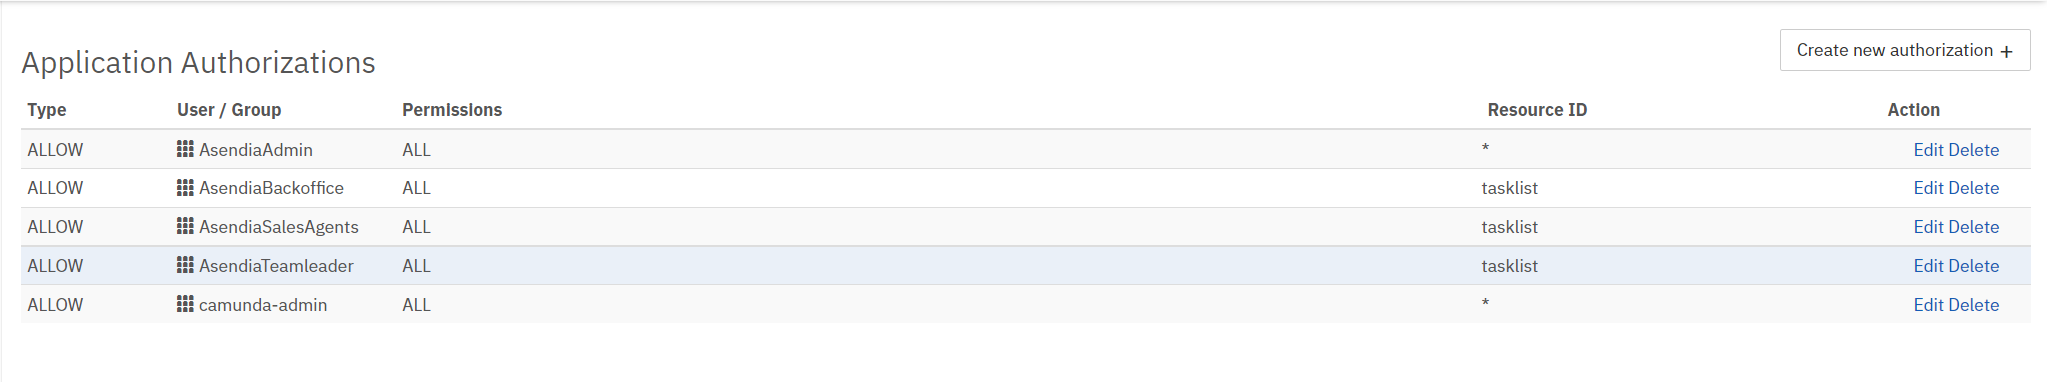 Application Authorizations
Create new authorization +
Type User / Group Permissions Resource ID Action
ALLOW AsendiaAdmin ALL * Edit Delete
ALLOW AsendiaBackoffice ALL tasklist Edit Delete
ALLOW AsendiaSalesAgents ALL tasklist Edit Delete
ALLOW AsendiaTeamleader ALL tasklist Edit Delete
ALLOW camunda-admin ALL * Edit Delete